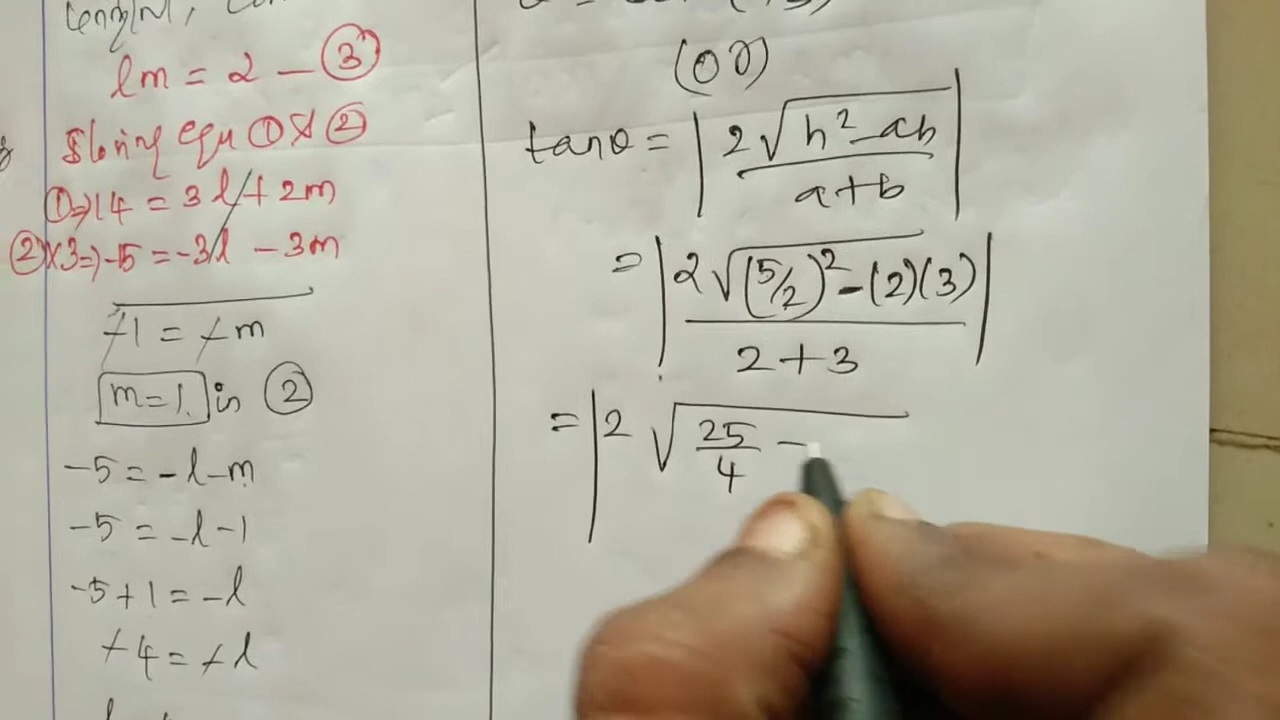 lm = 2 — ③
equ ① & ②
①⇒14 = 3l + 2m
②×3⇒-15 = -3l - 3m
+1 = +m
m=1. in ②
-5 = -l-m
-5 = -l-1
-5+1 = -l
+4 = +l
(or)
tanθ = | 2√(h² - ab) / (a+b) |
= | 2√((5/2)² - (2)(3)) / (2+3) |
= | 2 √(25/4 -